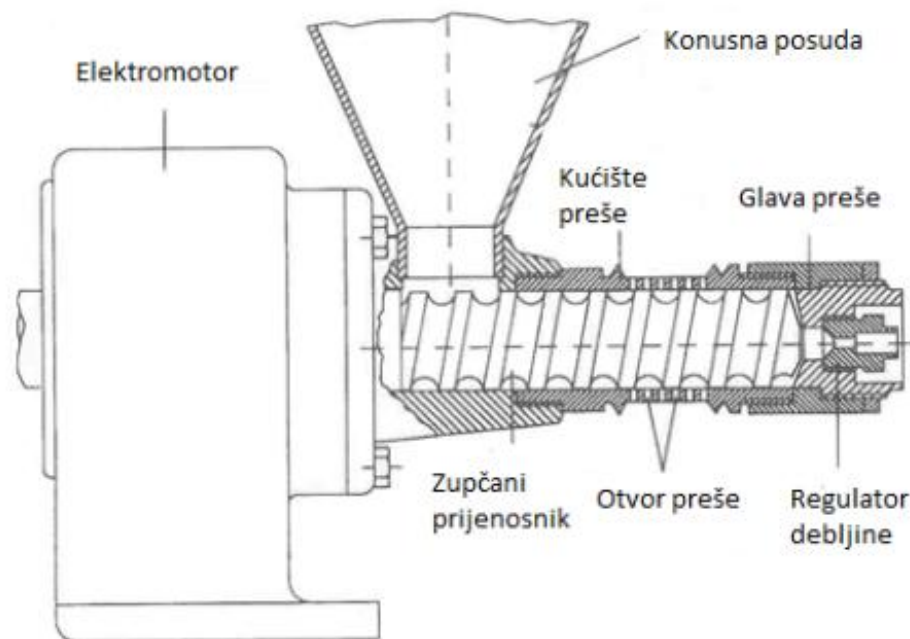 Konusna posuda
Elektromotor
Kućište
preše
Glava preše
Zupčani
prijenosnik
Otvor preše
Regulator
debljine